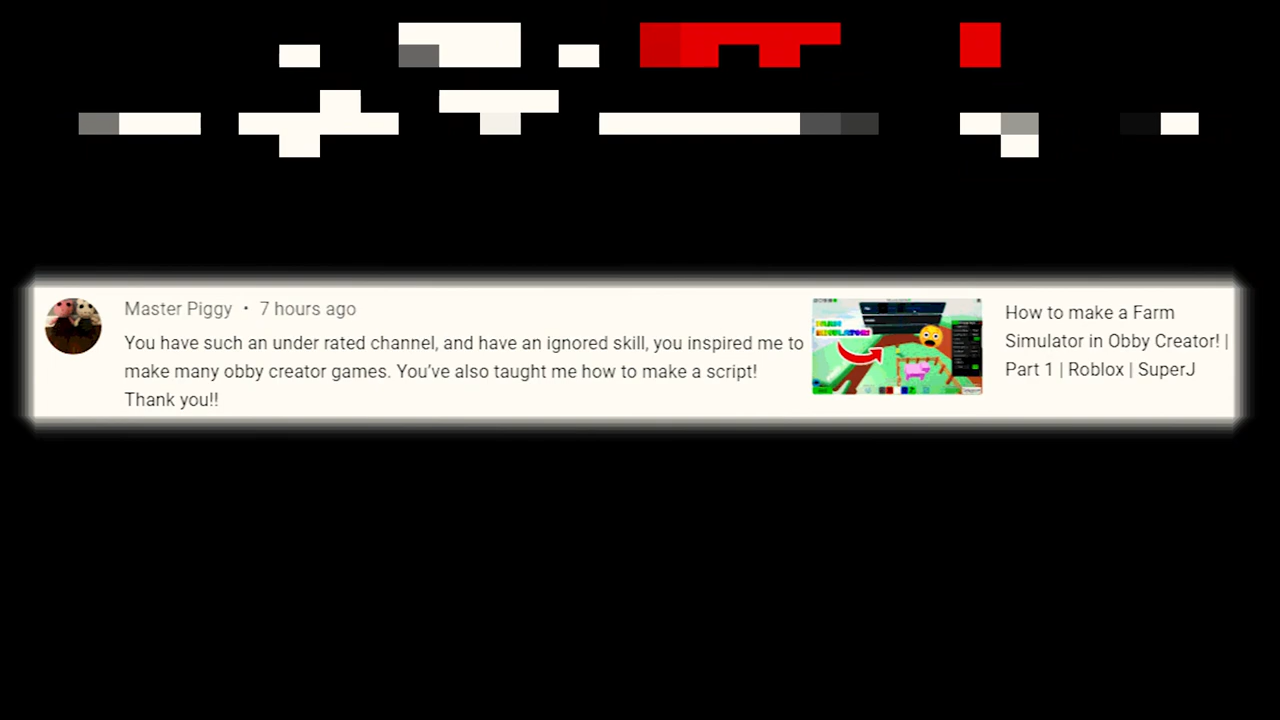 Master Piggy • 7 hours ago
You have such an under rated channel, and have an ignored skill, you inspired me to
make many obby creator games. You've also taught me how to make a script!
Thank you!!
How to make a Farm
Simulator in Obby Creator! |
Part 1 | Roblox | SuperJ